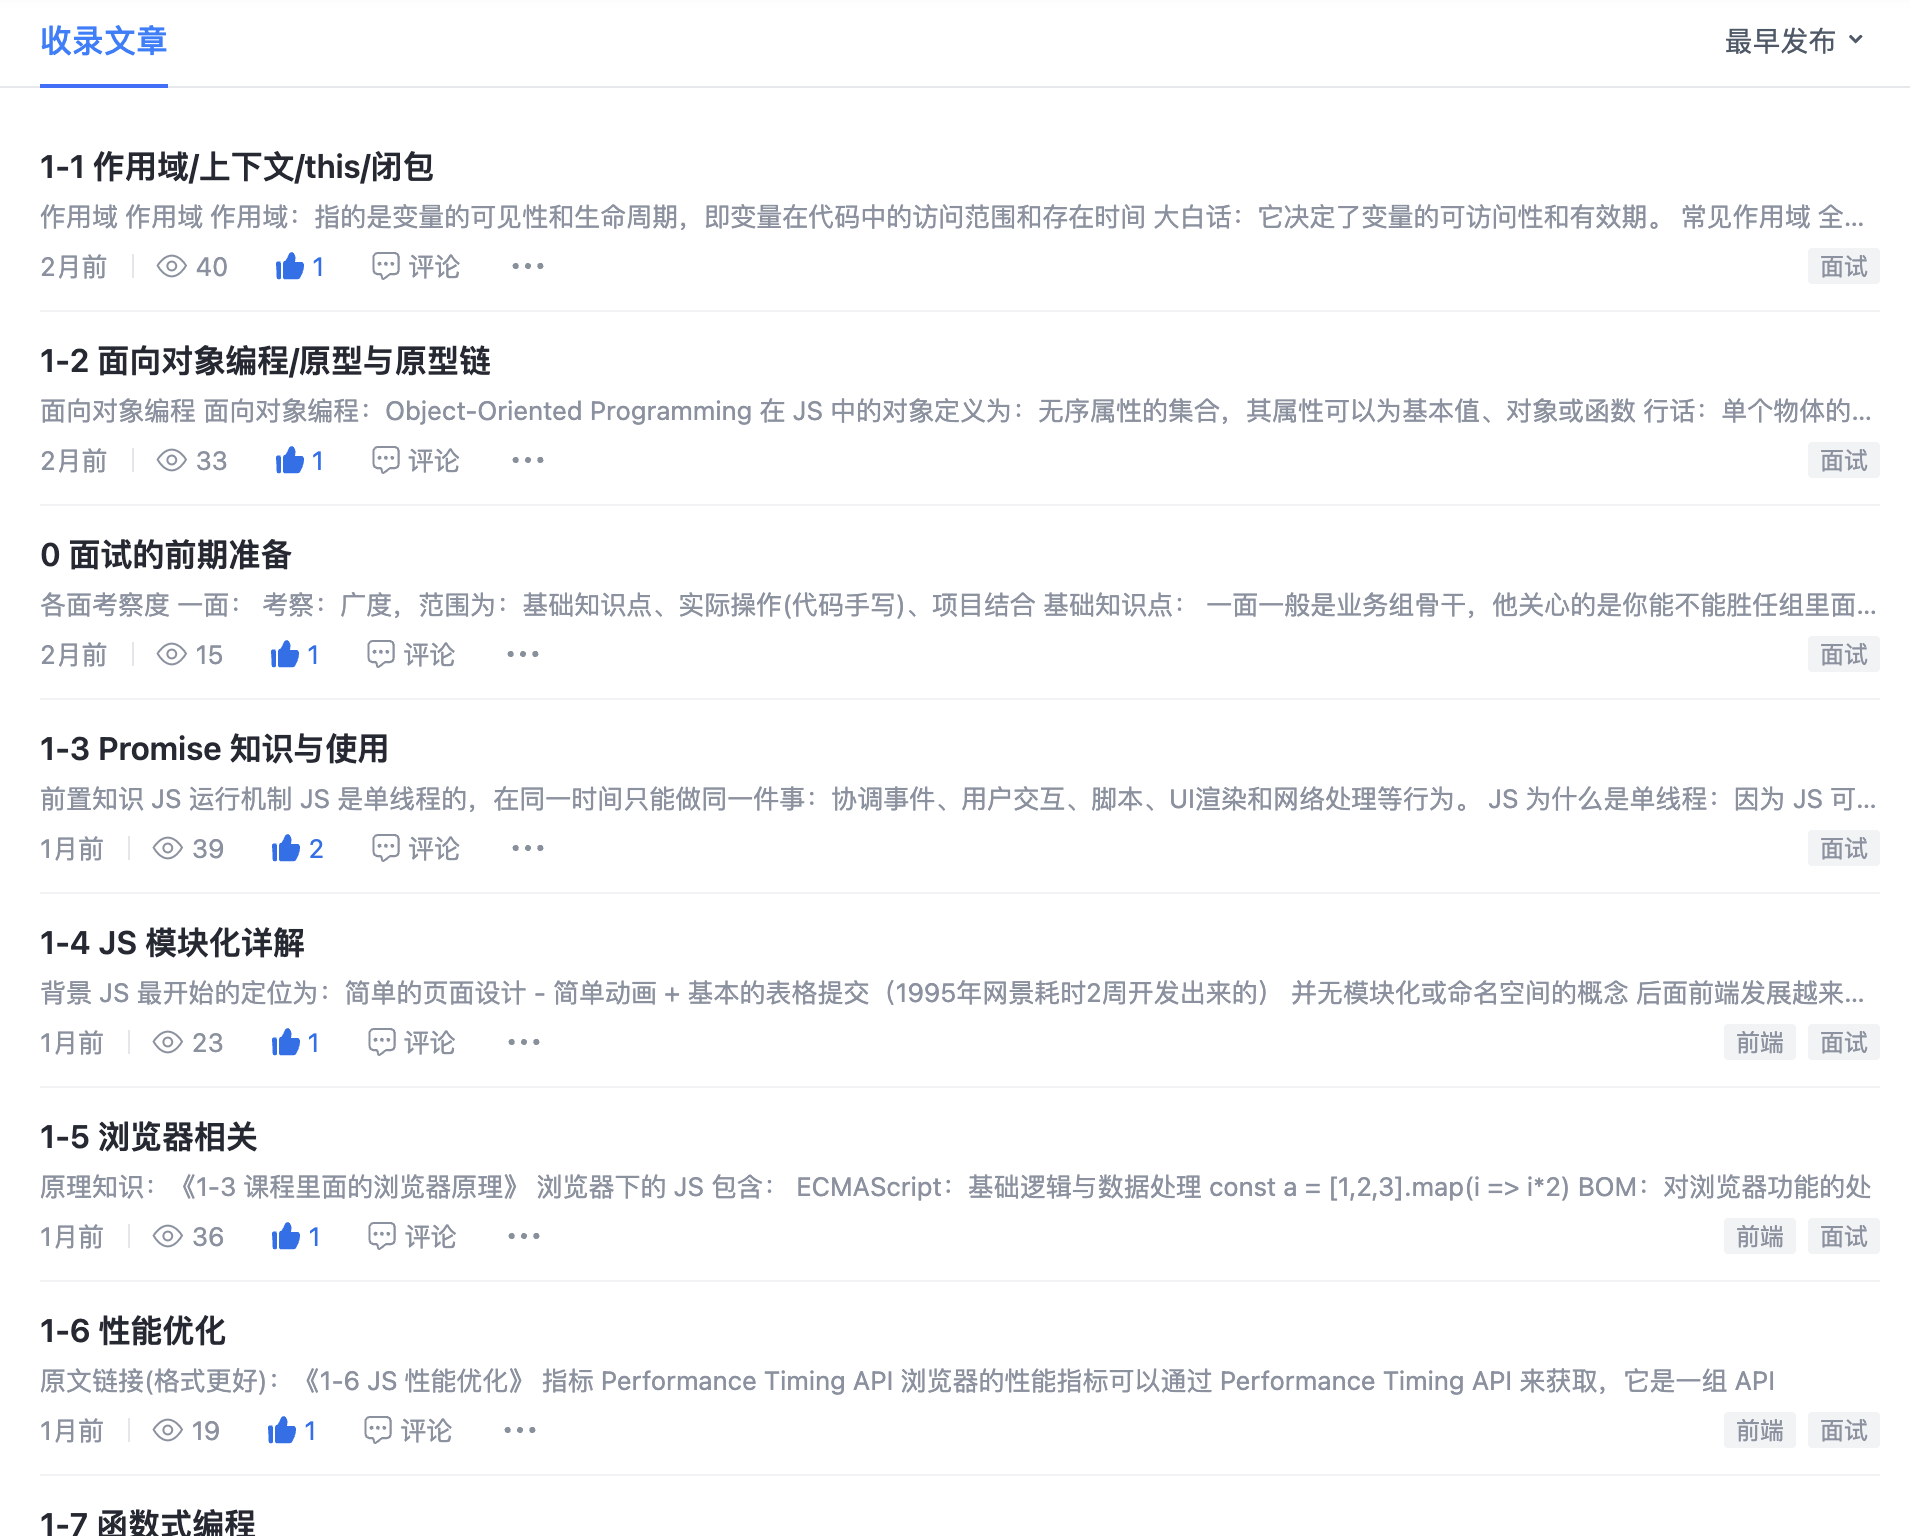 收录文章
最早发布
1-1 作用域/上下文/this/闭包
作用域 作用域 作用域：指的是变量的可见性和生命周期，即变量在代码中的访问范围和存在时间 大白话：它决定了变量的可访问性和有效期。 常见作用域 全...
2月前 40 1 评论 面试
1-2 面向对象编程/原型与原型链
面向对象编程 面向对象编程：Object-Oriented Programming 在 JS 中的对象定义为：无序属性的集合，其属性可以为基本值、对象或函数 行话：单个物体的...
2月前 33 1 评论 面试
0 面试的前期准备
各面考察度 一面： 考察：广度，范围为：基础知识点、实际操作(代码手写)、项目结合 基础知识点： 一面一般是业务组骨干，他关心的是你能不能胜任组里面...
2月前 15 1 评论 面试
1-3 Promise 知识与使用
前置知识 JS 运行机制 JS 是单线程的，在同一时间只能做同一件事：协调事件、用户交互、脚本、UI渲染和网络处理等行为。 JS 为什么是单线程：因为 JS 可...
1月前 39 2 评论 面试
1-4 JS 模块化详解
背景 JS 最开始的定位为：简单的页面设计 - 简单动画 + 基本的表格提交（1995年网景耗时2周开发出来的） 并无模块化或命名空间的概念 后面前端发展越来...
1月前 23 1 评论 前端 面试
1-5 浏览器相关
原理知识：《1-3 课程里面的浏览器原理》 浏览器下的 JS 包含： ECMAScript：基础逻辑与数据处理 const a = [1,2,3].map(i => i*2) BOM：对浏览器功能的处
1月前 36 1 评论 前端 面试
1-6 性能优化
原文链接(格式更好)：《1-6 JS 性能优化》 指标 Performance Timing API 浏览器的性能指标可以通过 Performance Timing API 来获取，它是一组 API
1月前 19 1 评论 前端 面试
1-7 函数式编程